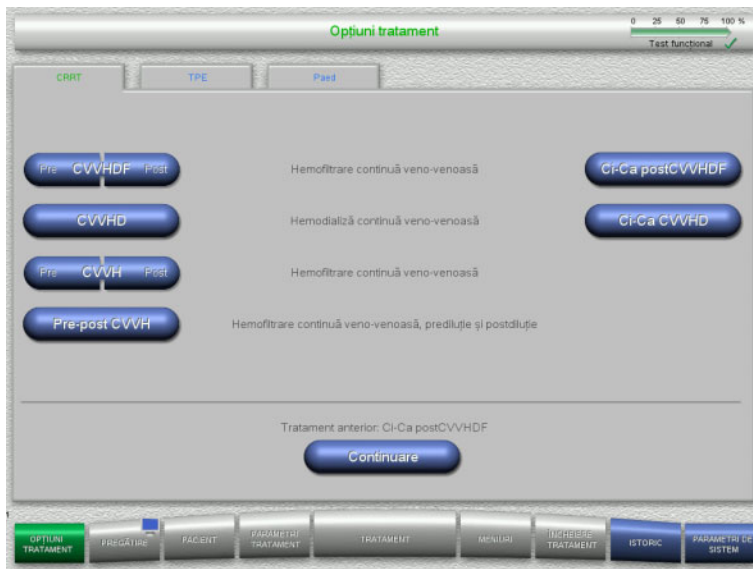 Opțiuni tratament
0 25 50 75 100 %
Test funcțional
CRRT TPE Paed
Pre CVVHDF Post Hemofiltrare continuă veno-venoasă Ci-Ca postCVVHDF
CVVHD Hemodializă continuă veno-venoasă Ci-Ca CVVHD
Pre CVVH Post Hemofiltrare continuă veno-venoasă
Pre-post CVVH Hemofiltrare continuă veno-venoasă, prediluție și postdiluție
Tratament anterior: Ci-Ca postCVVHDF
Continuare
1
OPȚIUNI TRATAMENT
PREGĂTIRE
PACIENT
PARAMETRI TRATAMENT
TRATAMENT
MENIURI
ÎNCHEIERE TRATAMENT
ISTORIC
PARAMETRI DE SISTEM